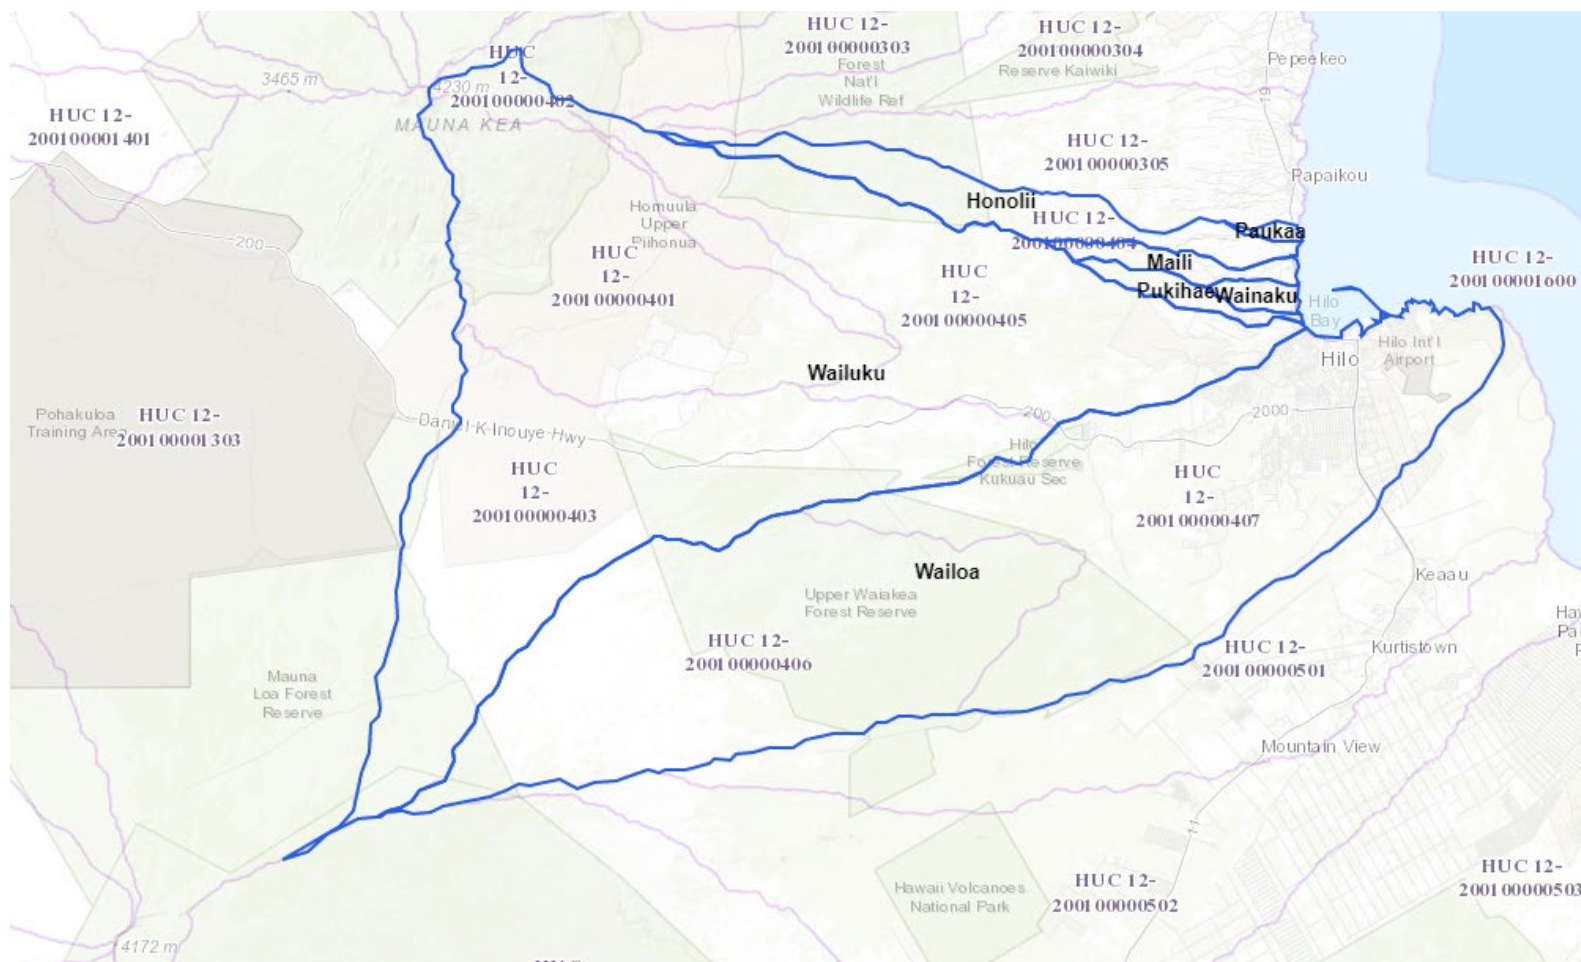 HUC 12-
200100000303
Forest
Nat'l
Wildlife Ref
HUC 12-
200100000304
Reserve Kaiwiki
Pepeekeo
19
3465 m
HUC
12-
200100000402
4230 m
MAUNA KEA
HUC 12-
200100001401
HUC 12-
200100000305
Papaikou
Honolii
HUC 12-
200100000404
Paukaa
Homuula
Upper
Piihonua
200
HUC
12-
200100000401
HUC
12-
200100000405
Maili
Pukihae
Wainaku
Hilo
Bay
HUC 12-
200100001600
Hilo
Hilo Int'l
Airport
Wailuku
Pohakuloa
Training Area
HUC 12-
200100001303
Daniel K Inouye Hwy
200
2000
Hilo
Forest Reserve
Kukuau Sec
HUC
12-
200100000403
HUC
12-
200100000407
Wailoa
Upper Waiakea
Forest Reserve
Keaau
HUC 12-
200100000406
Kurtistown
HUC 12-
200100000501
Mauna
Loa Forest
Reserve
Mountain View
11
Hawaii Volcanoes
National Park
HUC 12-
200100000502
HUC 12-
200100000503
4172 m